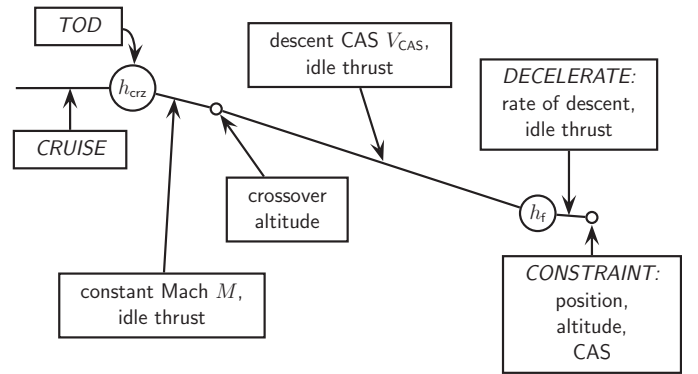 TOD
h_crz
CRUISE
descent CAS V_CAS,
idle thrust
DECELERATE:
rate of descent,
idle thrust
crossover
altitude
h_f
constant Mach M,
idle thrust
CONSTRAINT:
position,
altitude,
CAS